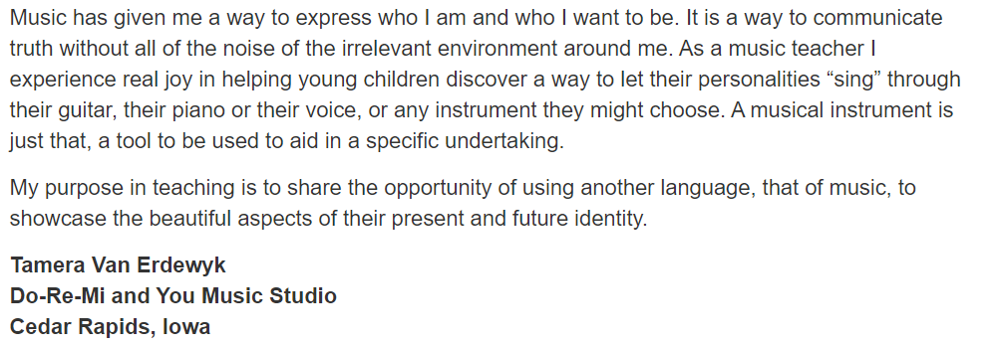 Music has given me a way to express who I am and who I want to be. It is a way to communicate
truth without all of the noise of the irrelevant environment around me. As a music teacher I
experience real joy in helping young children discover a way to let their personalities “sing” through
their guitar, their piano or their voice, or any instrument they might choose. A musical instrument is
just that, a tool to be used to aid in a specific undertaking.
My purpose in teaching is to share the opportunity of using another language, that of music, to
showcase the beautiful aspects of their present and future identity.
Tamera Van Erdewyk
Do-Re-Mi and You Music Studio
Cedar Rapids, Iowa